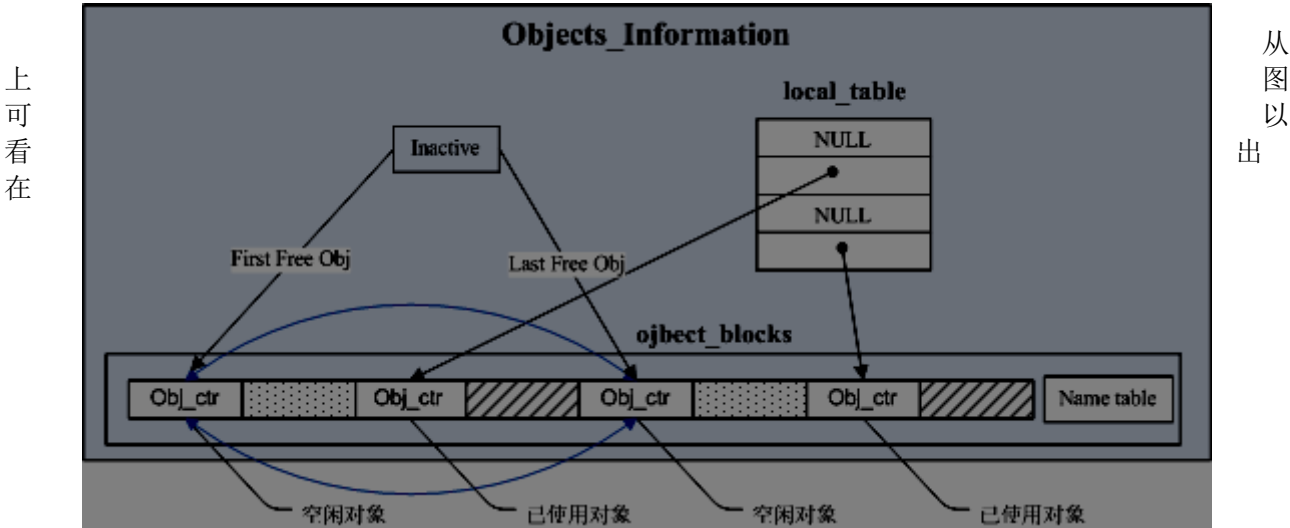 Objects_Information
从
上 图
可 以
看 出
在
local_table
NULL
Inactive
NULL
First Free Obj
Last Free Obj
ojbect_blocks
Obj_ctr Obj_ctr Obj_ctr Obj_ctr Name table
空闲对象 已使用对象 空闲对象 已使用对象